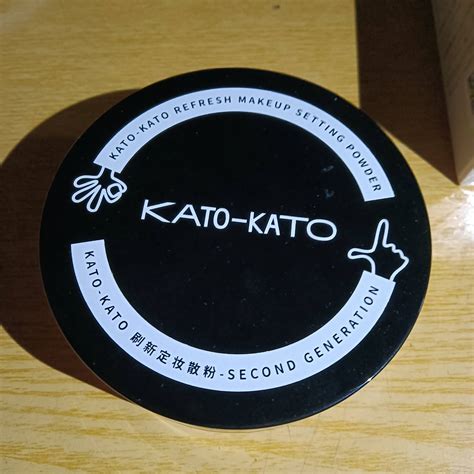 KATO-KATO REFRESH MAKEUP SETTING POWDER
KATO-KATO
KATO-KATO 刷新定妆散粉-SECOND GENERATION